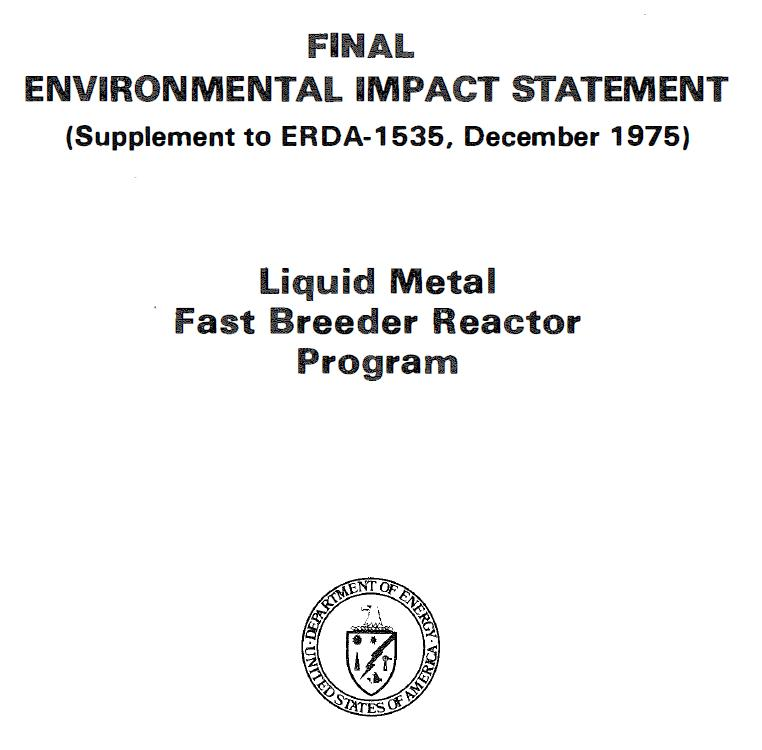 FINAL
ENVIRONMENTAL IMPACT STATEMENT
(Supplement to ERDA-1535, December 1975)
Liquid Metal
Fast Breeder Reactor
Program
DEPARTMENT OF ENERGY
UNITED STATES OF AMERICA